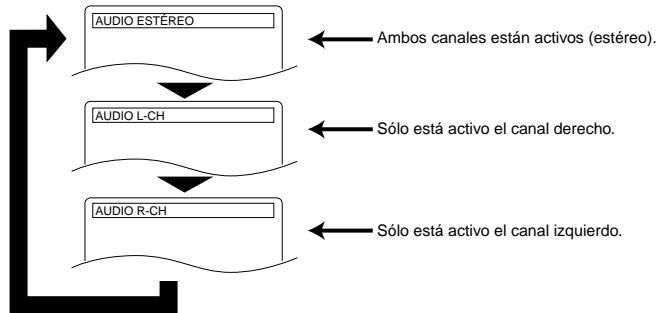 AUDIO ESTÉREO
Ambos canales están activos (estéreo).
AUDIO L-CH
Sólo está activo el canal derecho.
AUDIO R-CH
Sólo está activo el canal izquierdo.